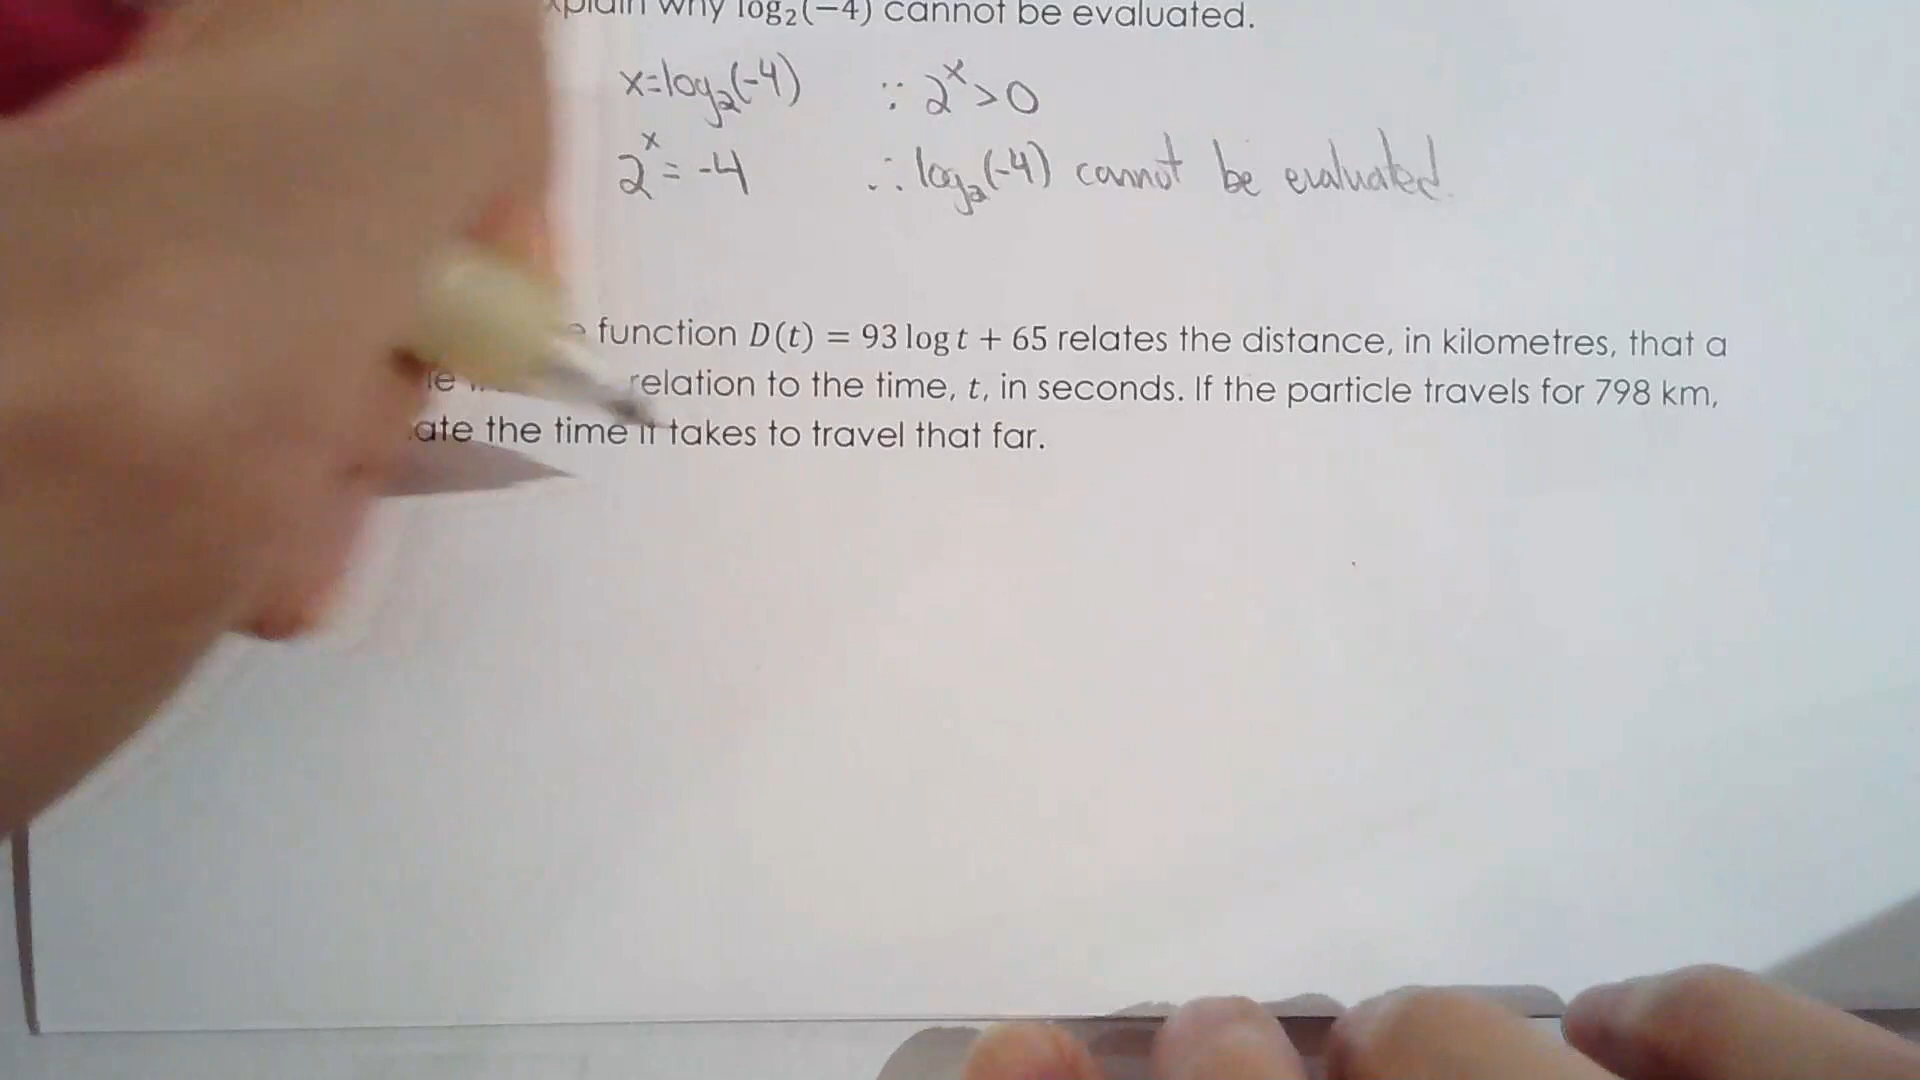 why log₂(−4) cannot be evaluated.
x=log₂(-4) ∵ 2ˣ>0
2ˣ=-4 ∴ log₂(-4) cannot be evaluated.
function D(t) = 93 log t + 65 relates the distance, in kilometres, that a
relation to the time, t, in seconds. If the particle travels for 798 km,
the time it takes to travel that far.